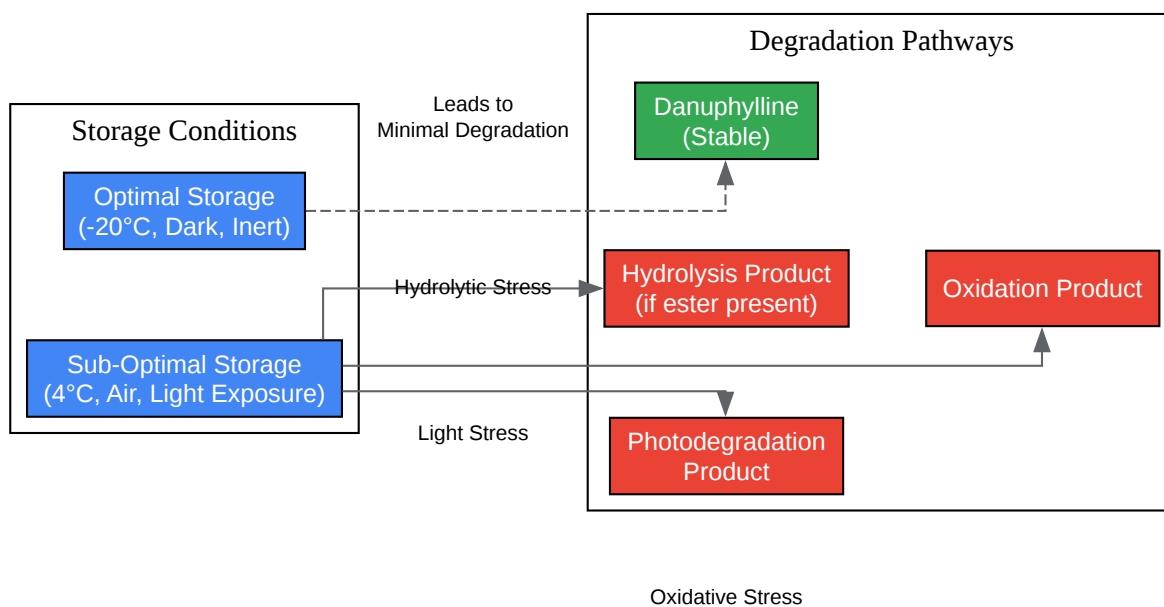 Degradation Pathways
Leads to
Minimal Degradation
Danuphylline
(Stable)
Storage Conditions
Optimal Storage
(-20°C, Dark, Inert)
Hydrolytic Stress
Hydrolysis Product
(if ester present)
Oxidation Product
Sub-Optimal Storage
(4°C, Air, Light Exposure)
Light Stress
Photodegradation
Product
Oxidative Stress